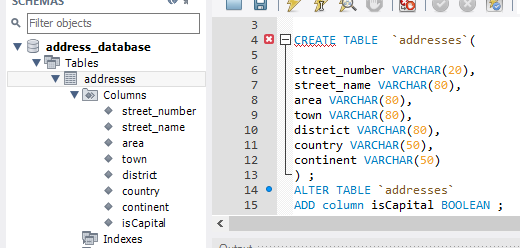 SCHEMAS
Filter objects
address_database
Tables
addresses
Columns
street_number
street_name
area
town
district
country
continent
isCapital
Indexes
3
4 CREATE TABLE `addresses`(
5
6 street_number VARCHAR(20),
7 street_name VARCHAR(80),
8 area VARCHAR(80),
9 town VARCHAR(80),
10 district VARCHAR(80),
11 country VARCHAR(50),
12 continent VARCHAR(50)
13 ) ;
14 ALTER TABLE `addresses`
15 ADD column isCapital BOOLEAN ;